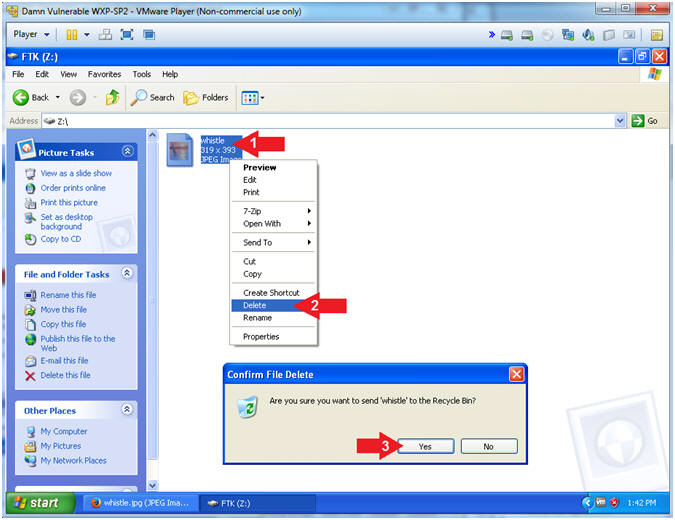 Damn Vulnerable WXP-SP2 - VMware Player (Non-commercial use only)
Player
FTK (Z:)
File Edit View Favorites Tools Help
Back Search Folders
Address Z:\ Go
Picture Tasks
View as a slide show
Order prints online
Print this picture
Set as desktop
background
Copy to CD
File and Folder Tasks
Rename this file
Move this file
Copy this file
Publish this file to the
Web
E-mail this file
Delete this file
Other Places
My Computer
My Pictures
My Network Places
whistle
319 x 393
JPEG Image
1
Preview
Edit
Print
7-Zip
Open With
Send To
Cut
Copy
Create Shortcut
Delete
2
Rename
Properties
Confirm File Delete
Are you sure you want to send 'whistle' to the Recycle Bin?
3
Yes No
start whistle.jpg (JPEG Ima... FTK (Z:) 1:42 PM